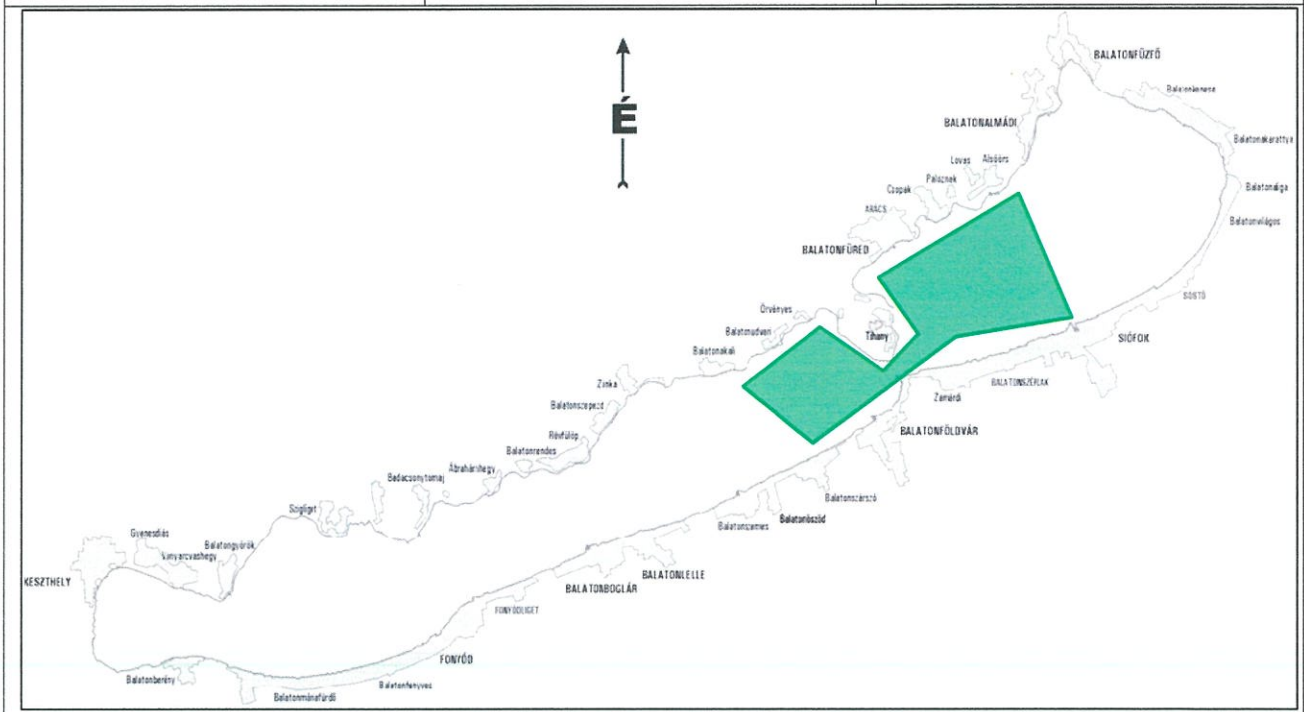 É
BALATONFŰZFŐ
Balatonkenese
BALATONALMÁDI
Balatonakarattya
Lovas
Alsóörs
Paloznak
Csopak
Balatonaliga
ARÁCS
Balatonvilágos
BALATONFÜRED
SÓSTÓ
Örvényes
Balatonudvari
Tihany
SIÓFOK
Balatonakali
BALATONSZÉPLAK
Zánka
Zamárdi
Balatonszepezd
BALATONFÖLDVÁR
Révfülöp
Balatonrendes
Ábrahámhegy
Badacsonytomaj
Balatonszárszó
Szigliget
Balatonőszöd
Balatonszemes
Gyenesdiás
Balatongyörök
Vonyarcvashegy
KESZTHELY
BALATONLELLE
BALATONBOGLÁR
FONYÓDLIGET
FONYÓD
Balatonberény
Balatonfenyves
Balatonmáriafürdő